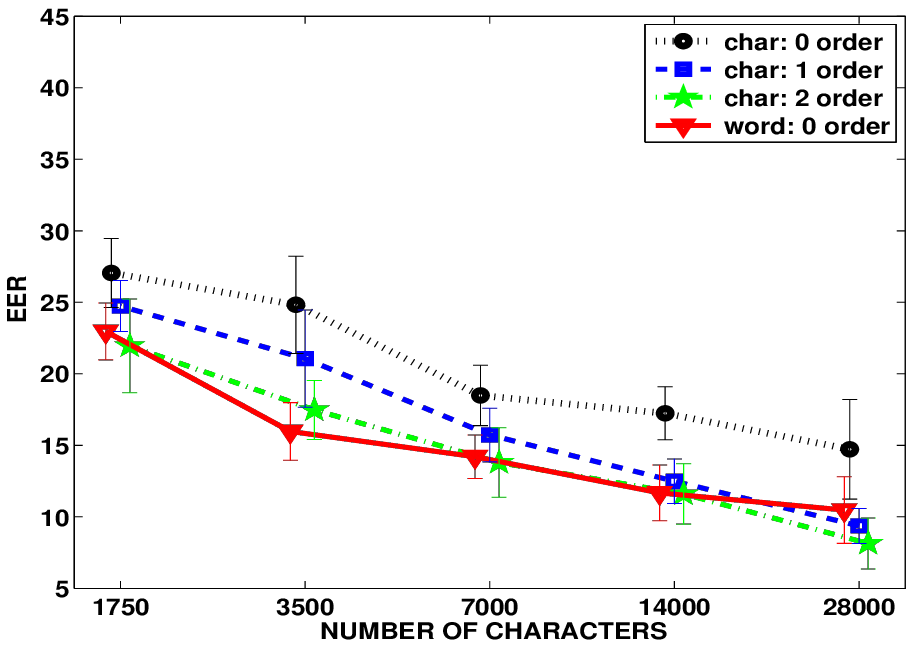 45
40
35
30
25
20
15
10
5
EER
char: 0 order
char: 1 order
char: 2 order
word: 0 order
1750 3500 7000 14000 28000
NUMBER OF CHARACTERS